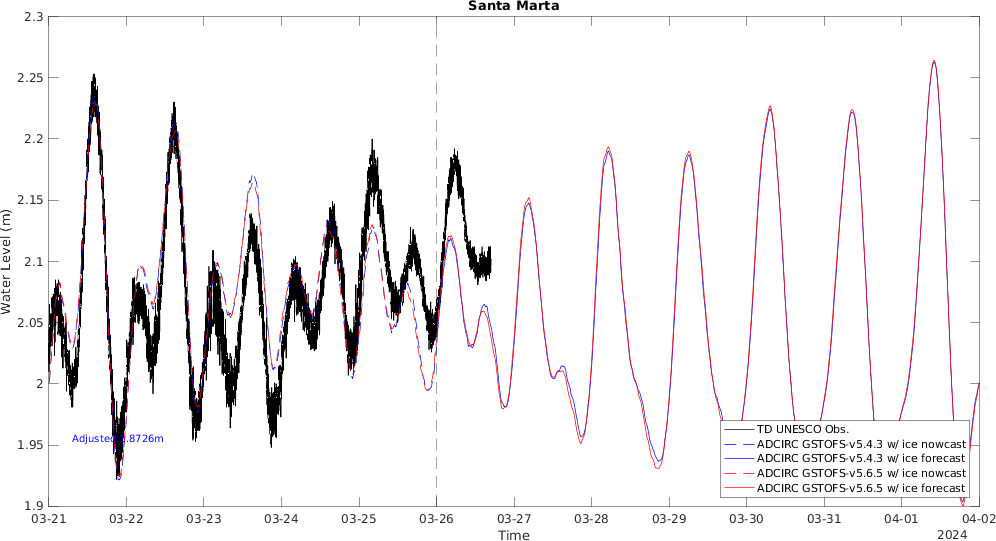 Santa Marta
2.3
2.25
2.2
2.15
2.1
2.05
2
1.95
1.9
Water Level (m)
TD UNESCO Obs.
ADCIRC GSTOFS-v5.4.3 w/ ice nowcast
ADCIRC GSTOFS-v5.4.3 w/ ice forecast
ADCIRC GSTOFS-v5.6.5 w/ ice nowcast
ADCIRC GSTOFS-v5.6.5 w/ ice forecast
03-21 03-22 03-23 03-24 03-25 03-26 03-27 03-28 03-29 03-30 03-31 04-01 04-02
Time
2024